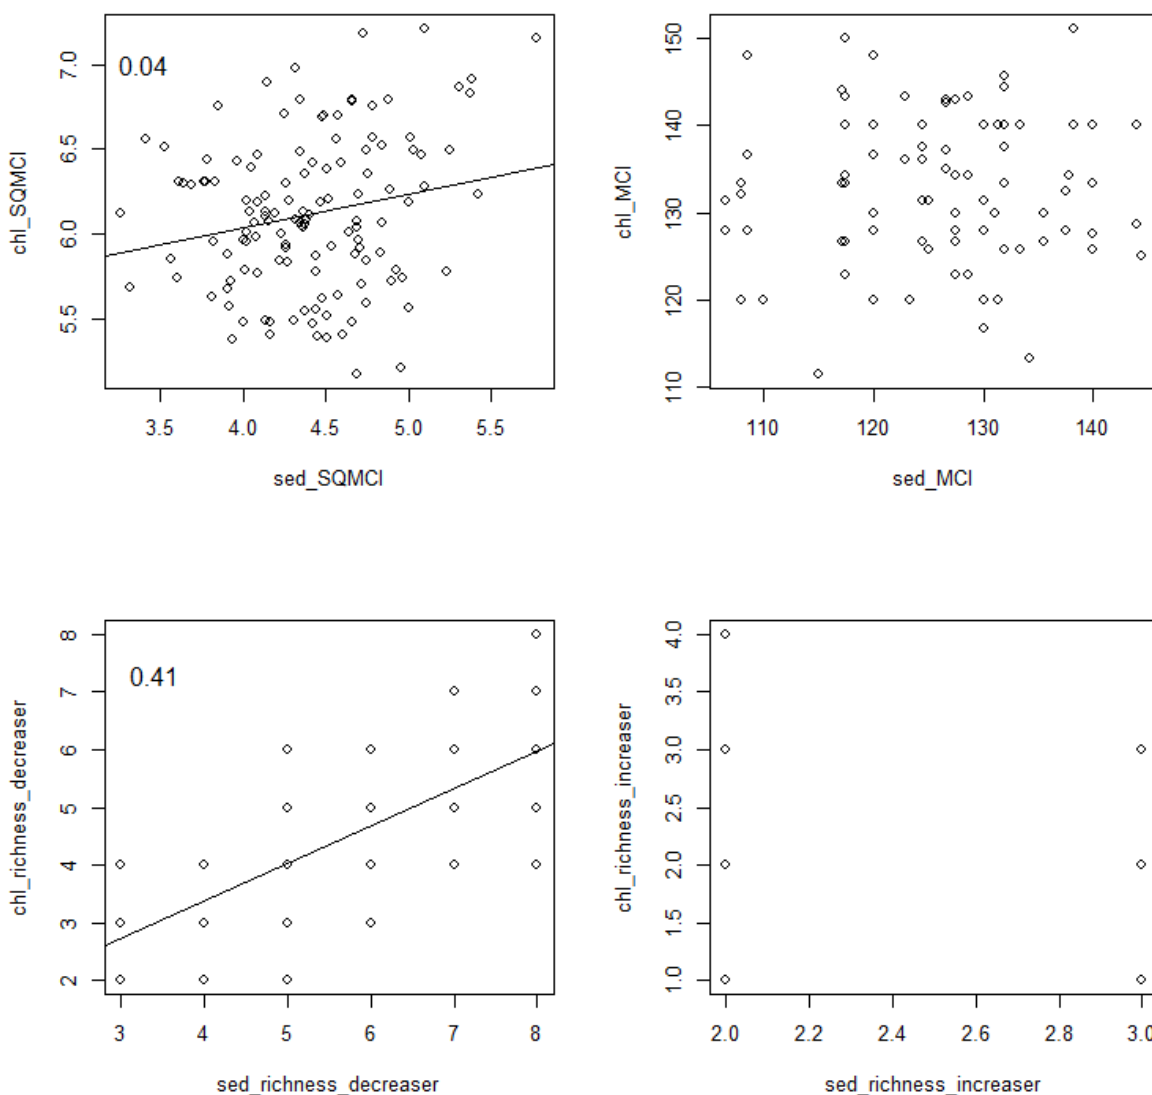 0.04
chl_SQMCI
5.5 6.0 6.5 7.0
3.5 4.0 4.5 5.0 5.5
sed_SQMCI
chl_MCI
110 120 130 140 150
110 120 130 140
sed_MCI
0.41
chl_richness_decreaser
2 3 4 5 6 7 8
3 4 5 6 7 8
sed_richness_decreaser
chl_richness_increaser
1.0 1.5 2.0 2.5 3.0 3.5 4.0
2.0 2.2 2.4 2.6 2.8 3.0
sed_richness_increaser